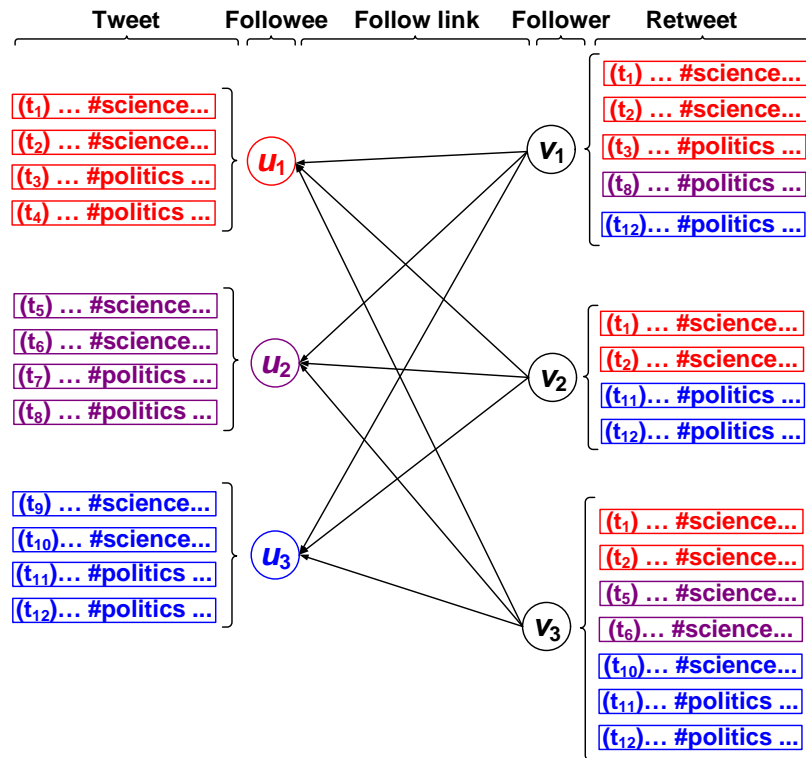 Tweet Followee Follow link Follower Retweet
(t1) … #science...
(t2) … #science...
(t3) … #politics ...
(t4) … #politics ...
u1
(t5) … #science...
(t6) … #science...
(t7) … #politics ...
(t8) … #politics ...
u2
(t9) … #science...
(t10)… #science...
(t11)… #politics ...
(t12)… #politics ...
u3
v1
(t1) … #science...
(t2) … #science...
(t3) … #politics ...
(t8) … #politics ...
(t12)… #politics ...
v2
(t1) … #science...
(t2) … #science...
(t11)… #politics ...
(t12)… #politics ...
v3
(t1) … #science...
(t2) … #science...
(t5) … #science...
(t6)… #science...
(t10)… #science...
(t11)… #politics ...
(t12)… #politics ...